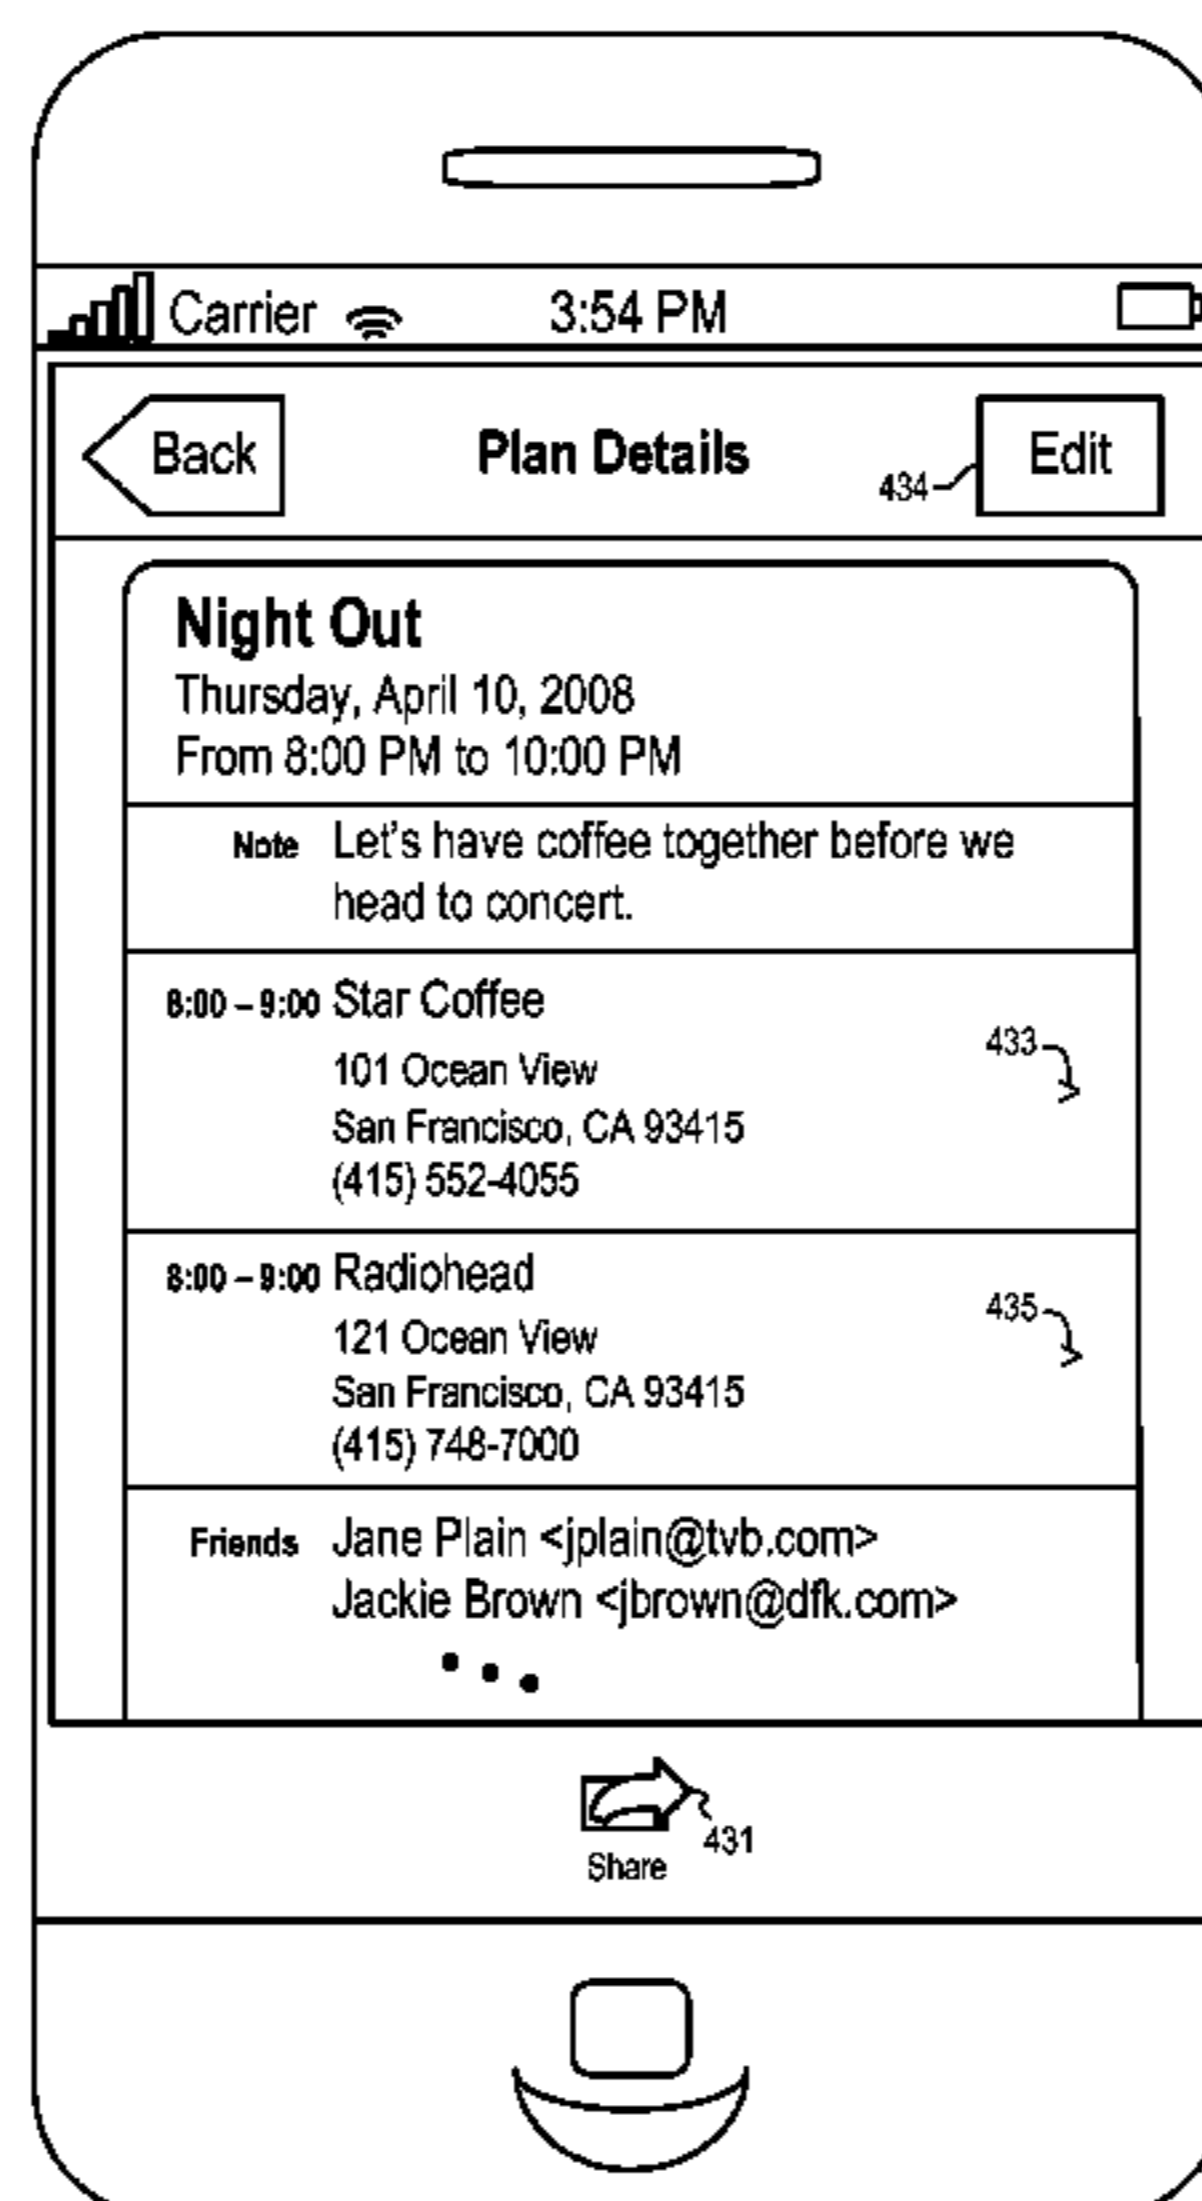 Carrier 3:54 PM
Back Plan Details 434 Edit
Night Out
Thursday, April 10, 2008
From 8:00 PM to 10:00 PM
Note Let's have coffee together before we
head to concert.
8:00 – 9:00 Star Coffee
433
101 Ocean View
San Francisco, CA 93415
(415) 552-4055
8:00 – 9:00 Radiohead
435
121 Ocean View
San Francisco, CA 93415
(415) 748-7000
Friends Jane Plain <jplain@tvb.com>
Jackie Brown <jbrown@dfk.com>
431
Share